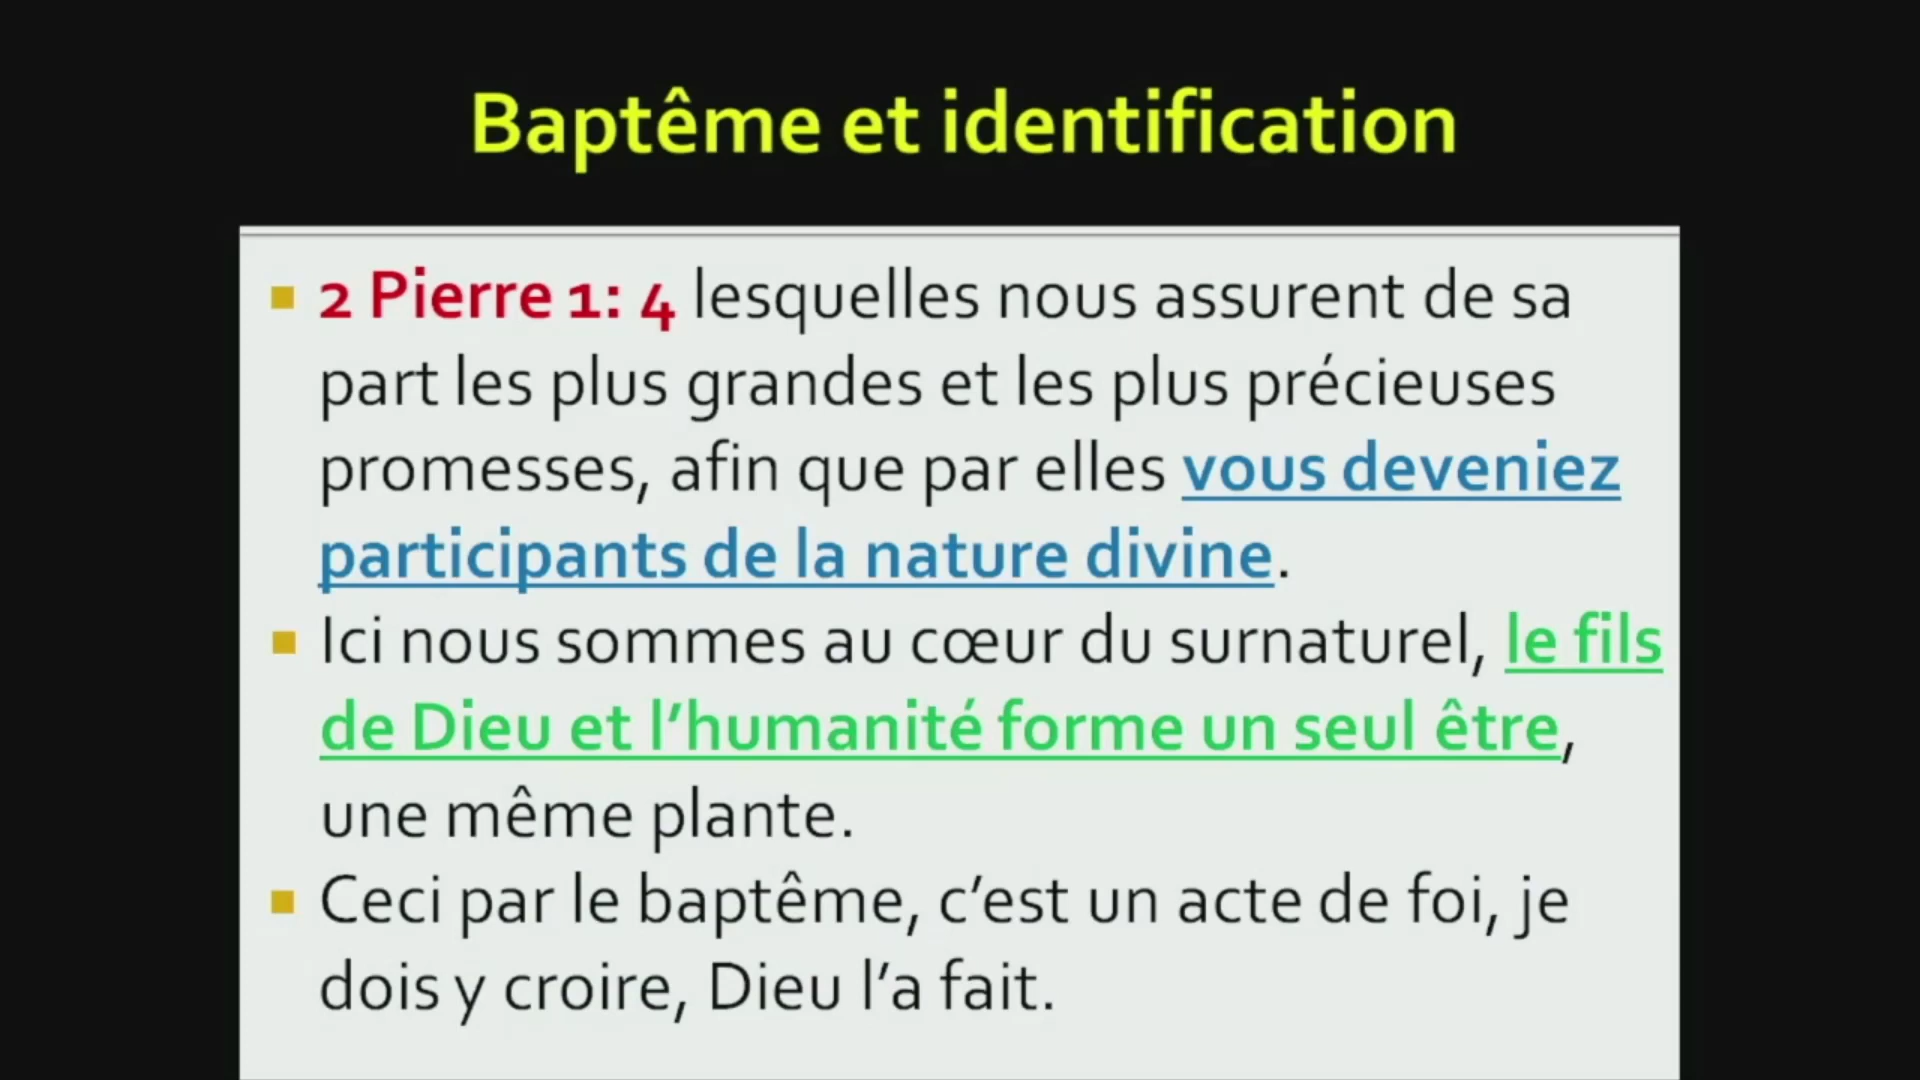 Baptême et identification
2 Pierre 1: 4 lesquelles nous assurent de sa
part les plus grandes et les plus précieuses
promesses, afin que par elles vous deveniez
participants de la nature divine.
Ici nous sommes au cœur du surnaturel, le fils
de Dieu et l’humanité forme un seul être,
une même plante.
Ceci par le baptême, c’est un acte de foi, je
dois y croire, Dieu l’a fait.